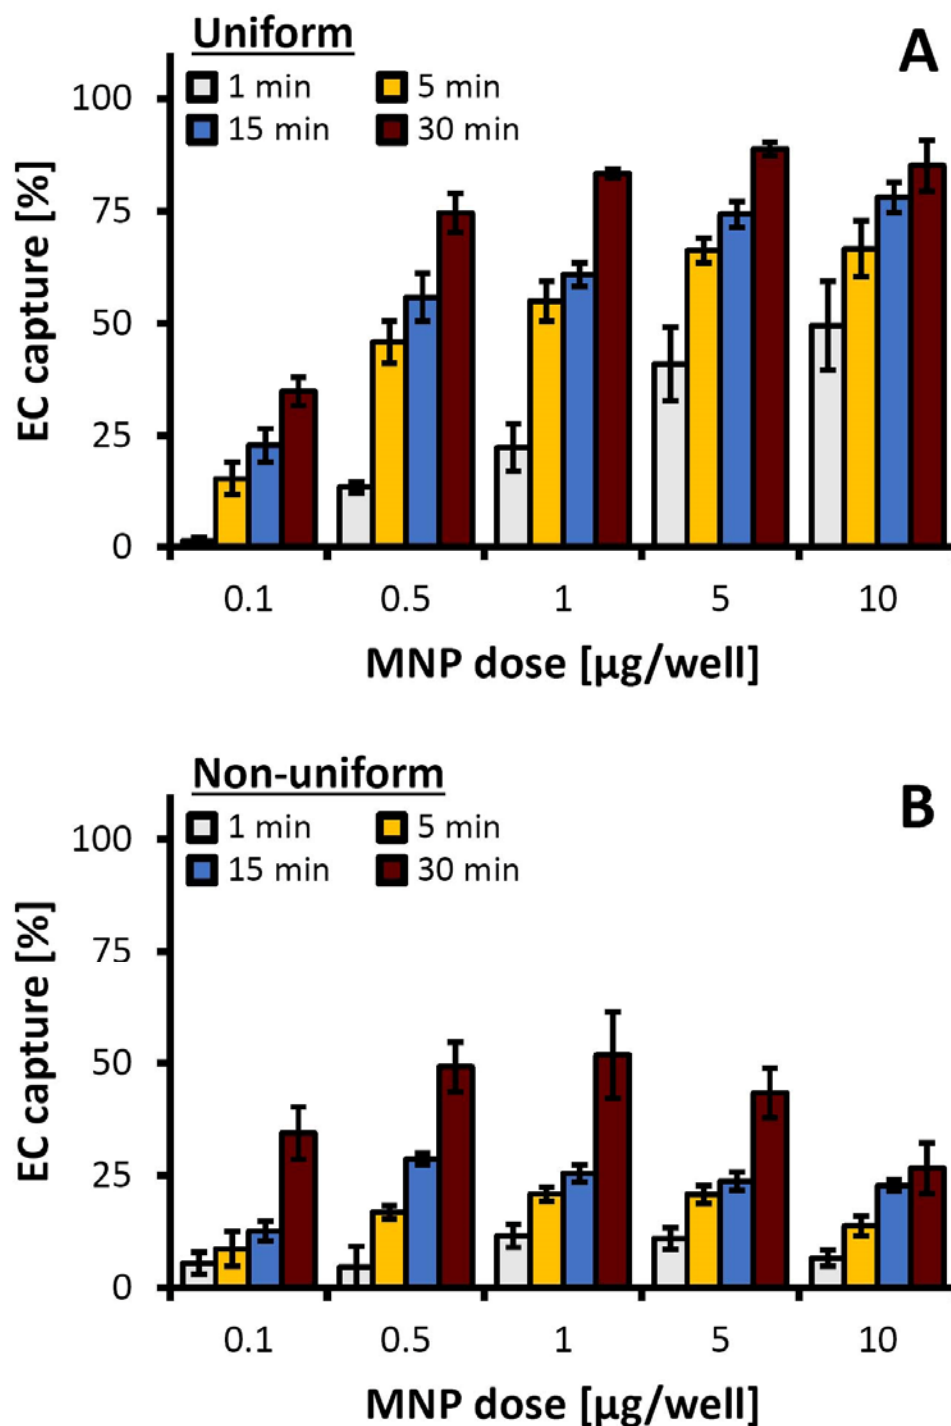 Uniform
A
1 min
5 min
15 min
30 min
100
75
50
25
0
EC capture [%]
0.1 0.5 1 5 10
MNP dose [μg/well]
Non-uniform
B
1 min
5 min
15 min
30 min
100
75
50
25
0
EC capture [%]
0.1 0.5 1 5 10
MNP dose [μg/well]